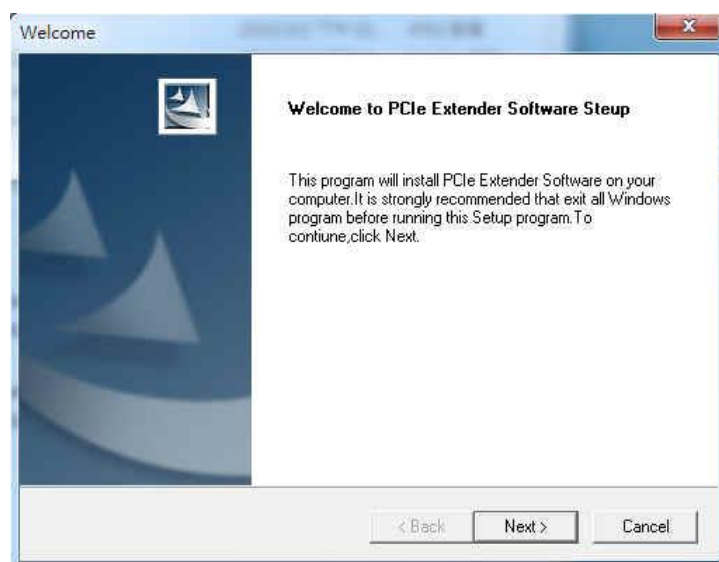 Welcome
Welcome to PCIe Extender Software Steup
This program will install PCIe Extender Software on your
computer.It is strongly recommended that exit all Windows
program before running this Setup program.To
contiune,click Next.
< Back
Next >
Cancel